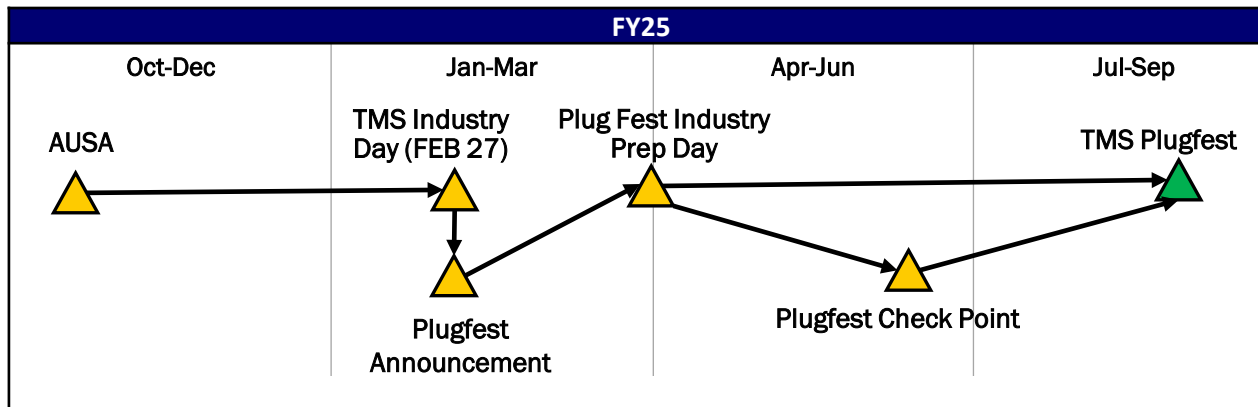 FY25
Oct-Dec
Jan-Mar
Apr-Jun
Jul-Sep
AUSA
TMS Industry
Day (FEB 27)
Plug Fest Industry
Prep Day
TMS Plugfest
Plugfest
Announcement
Plugfest Check Point